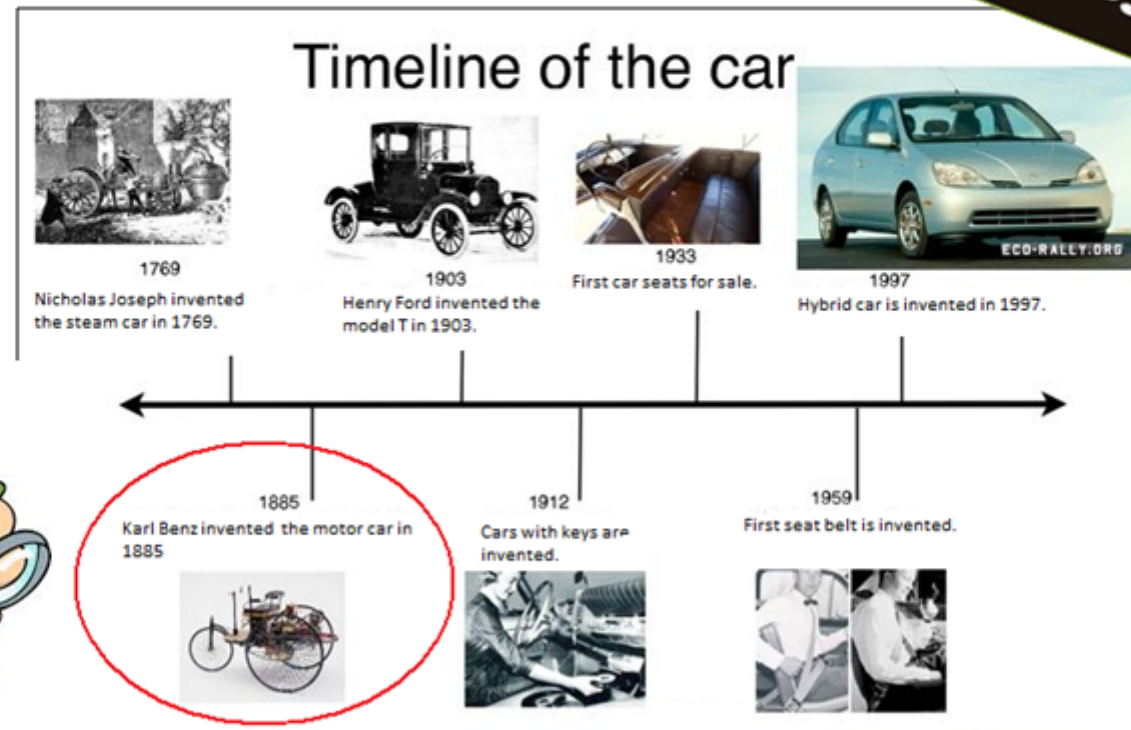 Timeline of the car
ECO-RALLY.ORG
1769
Nicholas Joseph invented
the steam car in 1769.
1903
Henry Ford invented the
model T in 1903.
1933
First car seats for sale.
1997
Hybrid car is invented in 1997.
1885
Karl Benz invented the motor car in
1885
1912
Cars with keys are
invented.
1959
First seat belt is invented.